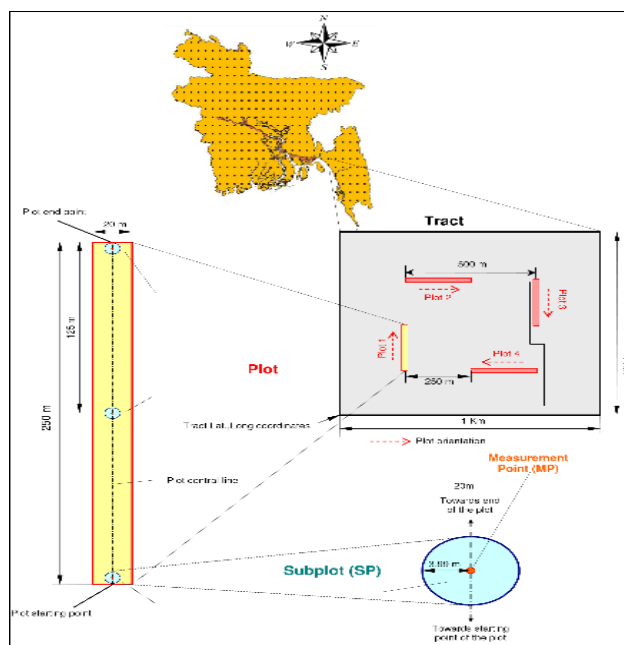 N
W
E
S
Plot end point
20 m
Tract
500 m
Plot 2
Plot 3
125 m
Plot 1
Plot
Plot 4
250 m
250 m
Tract Lat.,Long coordinates
1 Km
Plot orientation
Measurement
Point (MP)
Plot central line
20m
Towards end
of the plot
Subplot (SP)
Plot starting point
Towards starting
point of the plot